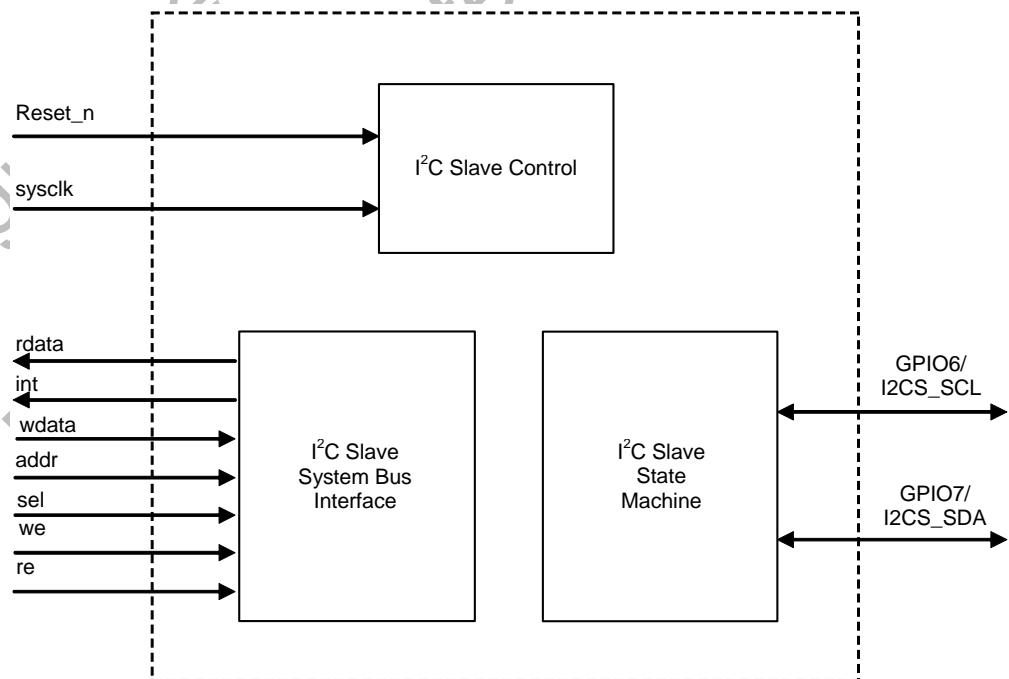 Reset_n
I²C Slave Control
sysclk
rdata
int
wdata
addr
sel
we
re
I²C Slave
System Bus
Interface
I²C Slave
State
Machine
GPIO6/
I2CS_SCL
GPIO7/
I2CS_SDA